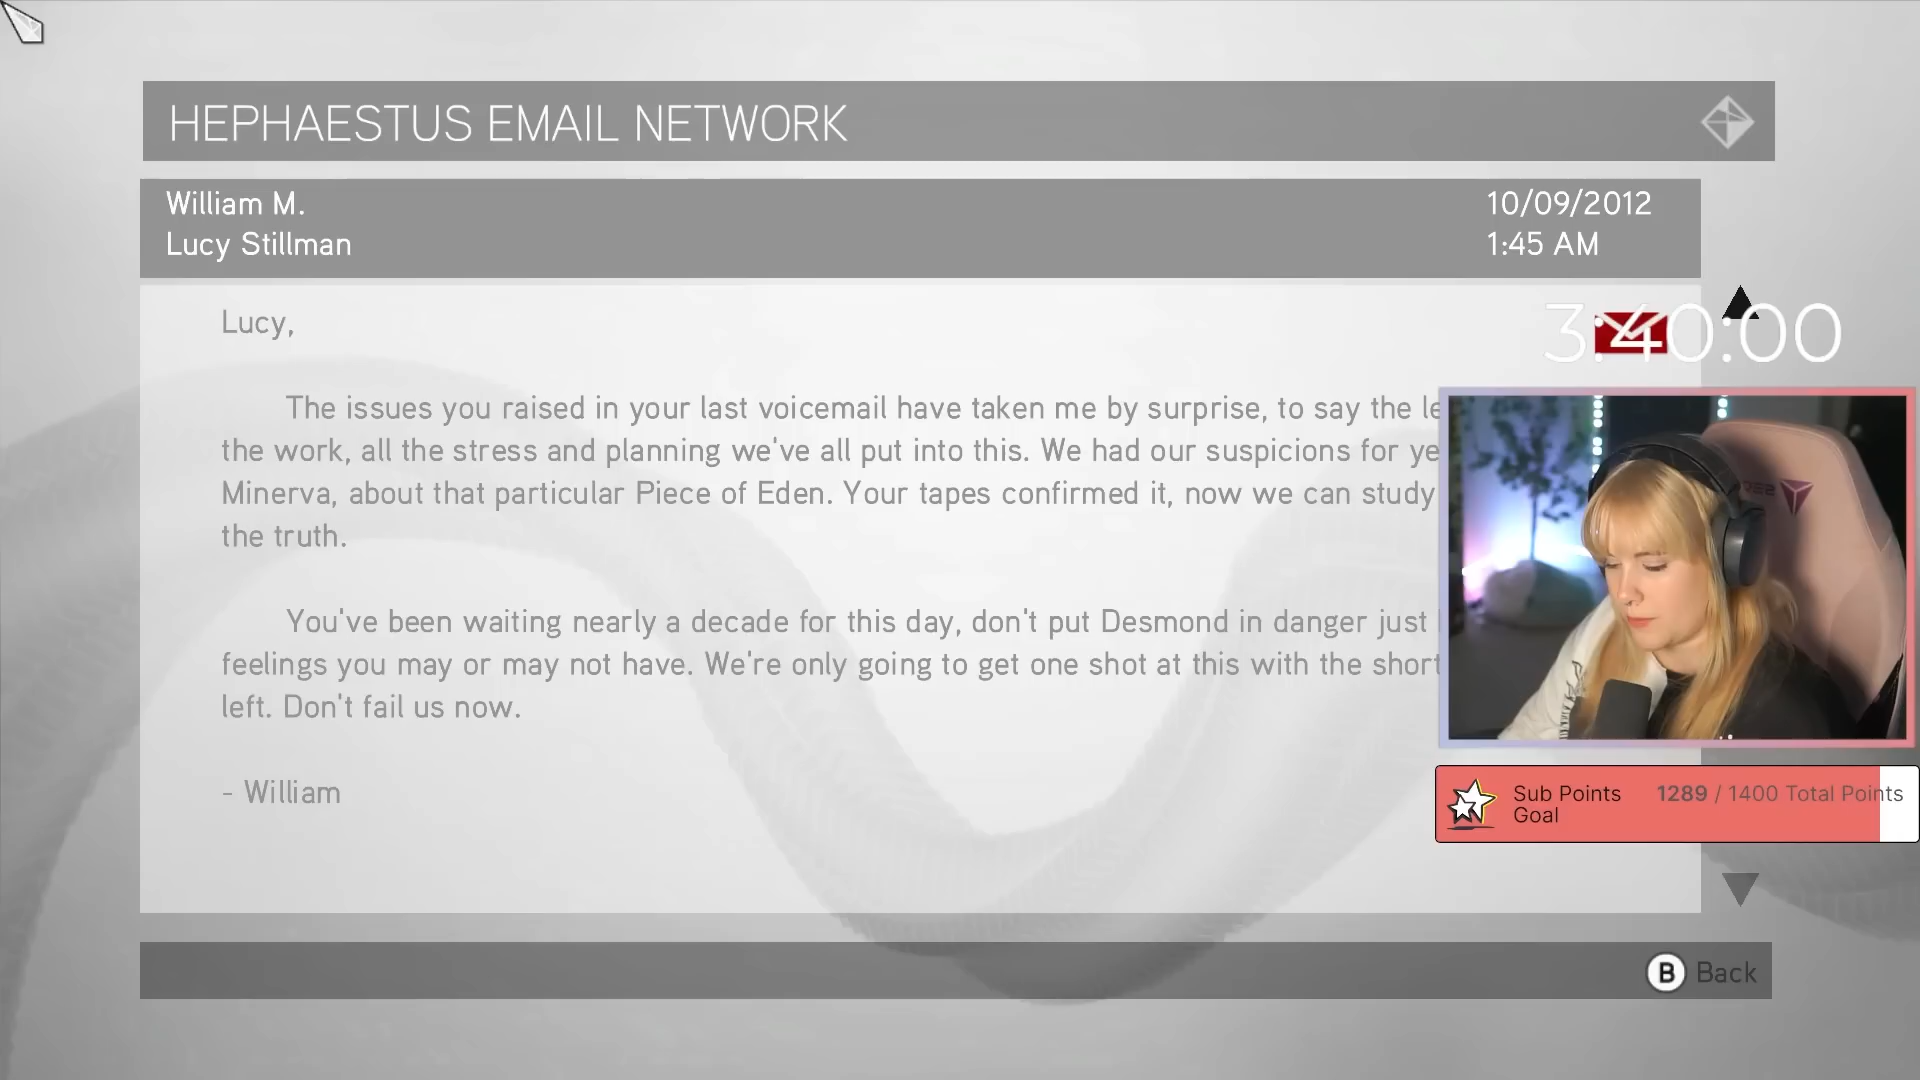 HEPHAESTUS EMAIL NETWORK
William M.
10/09/2012
Lucy Stillman
1:45 AM
Lucy,
3:40:00
The issues you raised in your last voicemail have taken me by surprise, to say the
the work, all the stress and planning we've all put into this. We had our suspicions for
Minerva, about that particular Piece of Eden. Your tapes confirmed it, now we can study
the truth.
You've been waiting nearly a decade for this day, don't put Desmond in danger just
feelings you may or may not have. We're only going to get one shot at this with the short
left. Don't fail us now.
- William
Sub Points Goal
1289 / 1400 Total Points
B Back